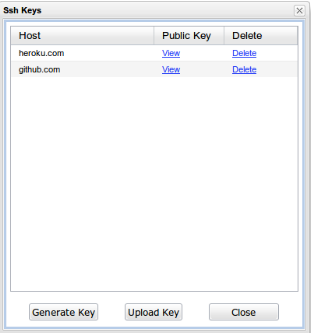 Ssh Keys
Host Public Key Delete
heroku.com View Delete
github.com View Delete
Generate Key Upload Key Close